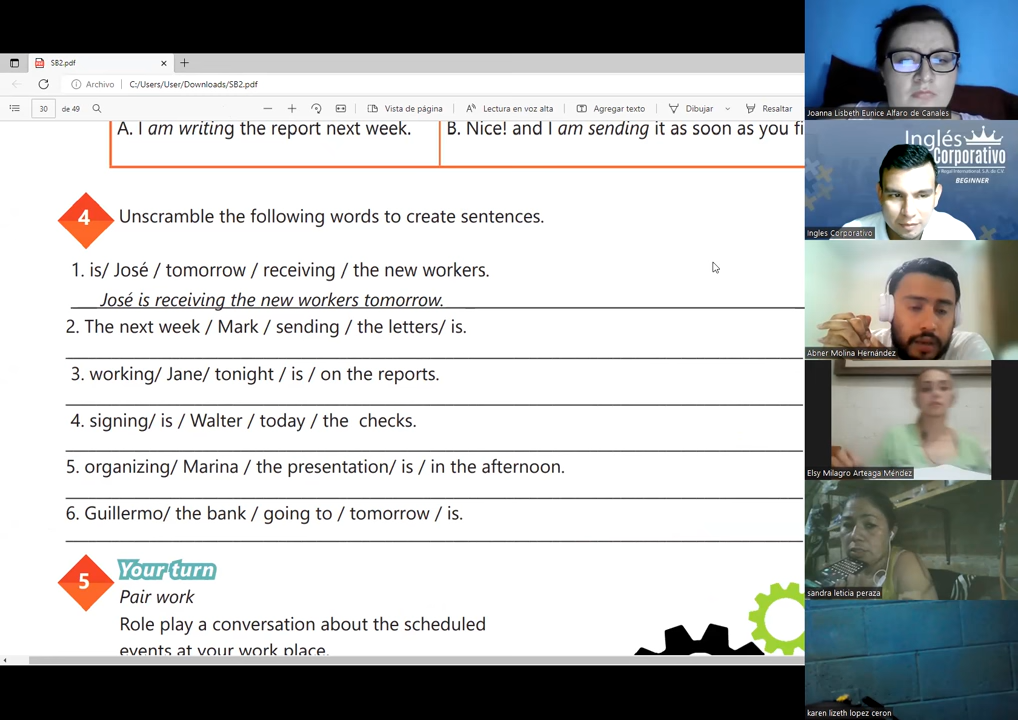 SB2.pdf
Archivo
C:/Users/User/Downloads/SB2.pdf
30
de 49
Vista de página
Lectura en voz alta
Agregar texto
Dibujar
Resaltar
A. I am writing the report next week.
B. Nice! and I am sending it as soon as you fi
4
Unscramble the following words to create sentences.
1. is/ José / tomorrow / receiving / the new workers.
José is receiving the new workers tomorrow.
2. The next week / Mark / sending / the letters/ is.
3. working/ Jane/ tonight / is / on the reports.
4. signing/ is / Walter / today / the checks.
5. organizing/ Marina / the presentation/ is / in the afternoon.
6. Guillermo/ the bank / going to / tomorrow / is.
5
Your turn
Pair work
Role play a conversation about the scheduled
events at your work place.
Joanna Lisbeth Eunice Alfaro de Canales
Inglés
Corporativo
y Regal International, S.A. de C.V.
BEGINNER
Ingles Corporativo
Abner Molina Hernández
Elsy Milagro Arteaga Méndez
sandra leticia peraza
karen lizeth lopez ceron